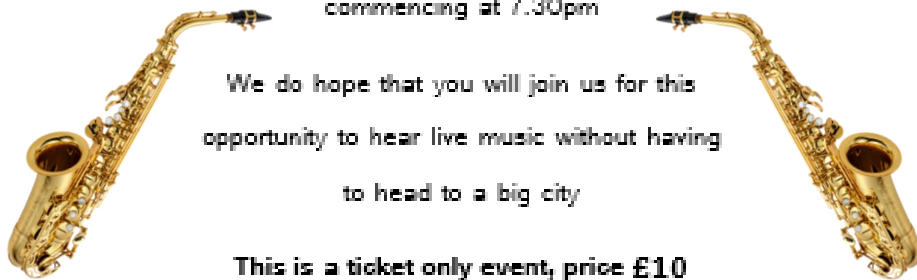 commencing at 7.30pm
We do hope that you will join us for this
opportunity to hear live music without having
to head to a big city
This is a ticket only event, price £10